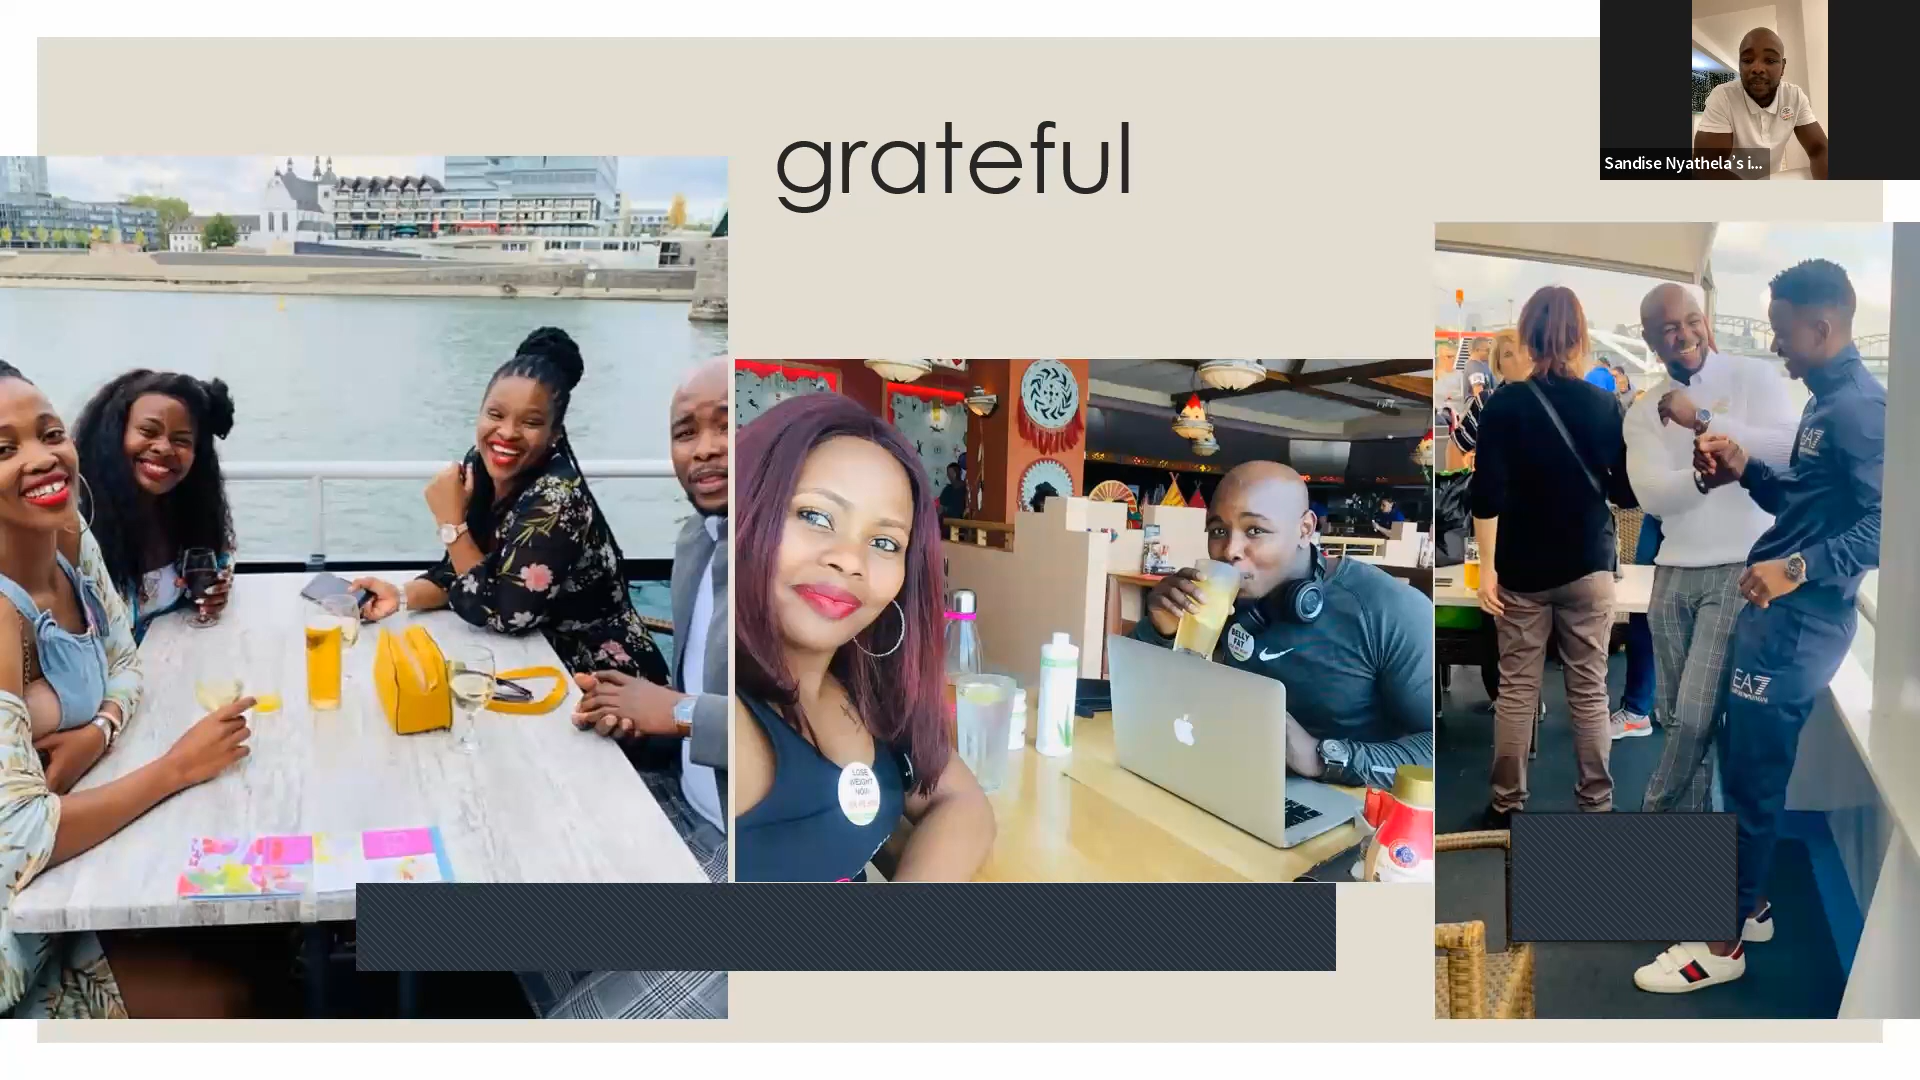 grateful
Sandise Nyathela's i...
BELLY
FAT
LOSE
WEIGHT
NOW
EA7
EA7